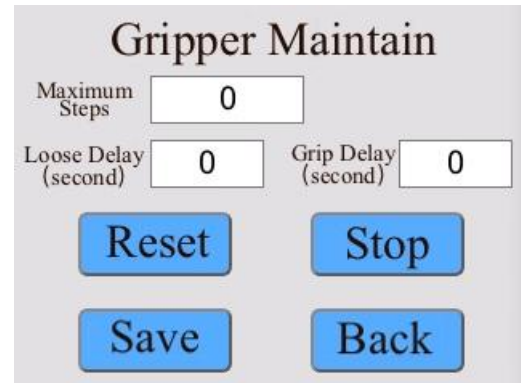 Gripper Maintain
Maximum
Steps
0
Loose Delay
(second)
0
Grip Delay
(second)
0
Reset
Stop
Save
Back